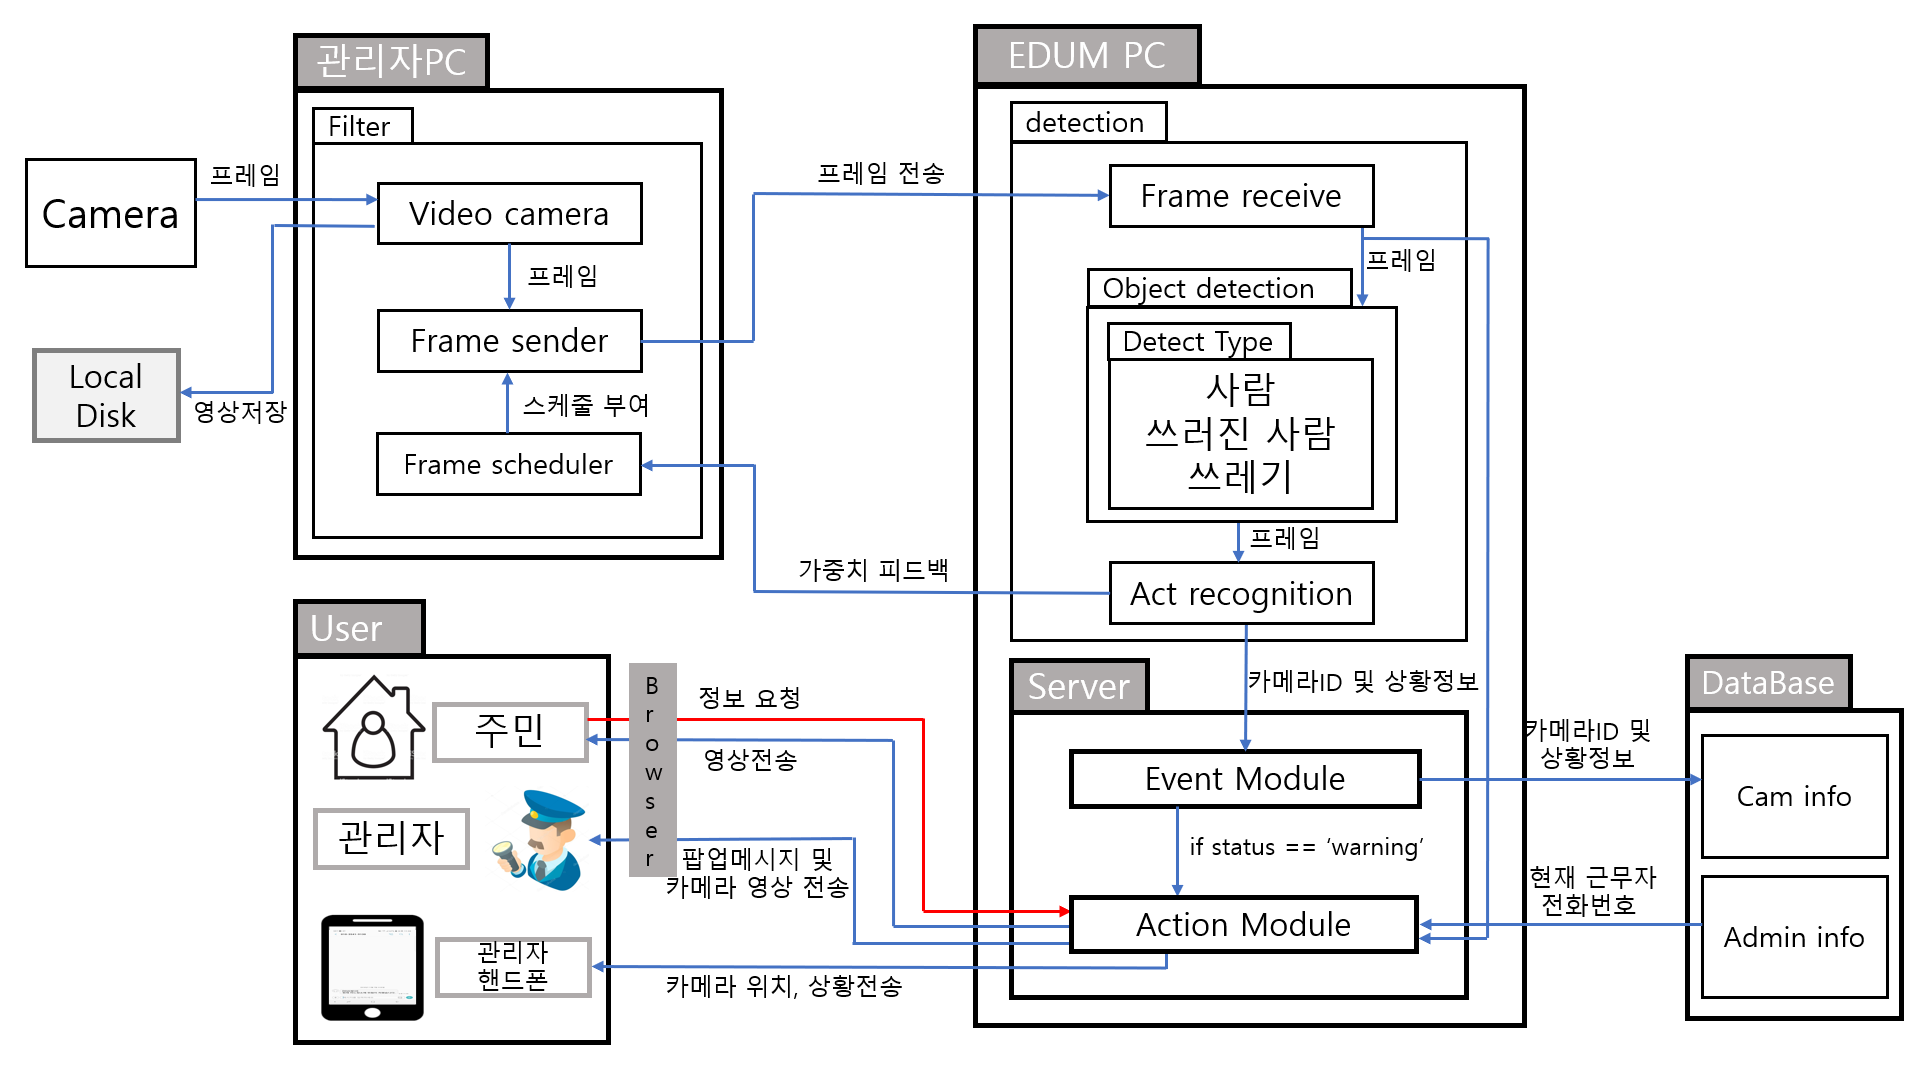 관리자PC
Filter
Camera
프레임
Video camera
프레임
Frame sender
스케줄 부여
Frame scheduler
Local
Disk
영상저장
프레임 전송
가중치 피드백
EDUM PC
detection
Frame receive
프레임
Object detection
Detect Type
사람
쓰러진 사람
쓰레기
프레임
Act recognition
카메라ID 및 상황정보
Server
Event Module
if status == ‘warning’
Action Module
User
주민
관리자
관리자
핸드폰
Browser
정보 요청
영상전송
팝업메시지 및
카메라 영상 전송
카메라 위치, 상황전송
카메라ID 및
상황정보
현재 근무자
전화번호
DataBase
Cam info
Admin info